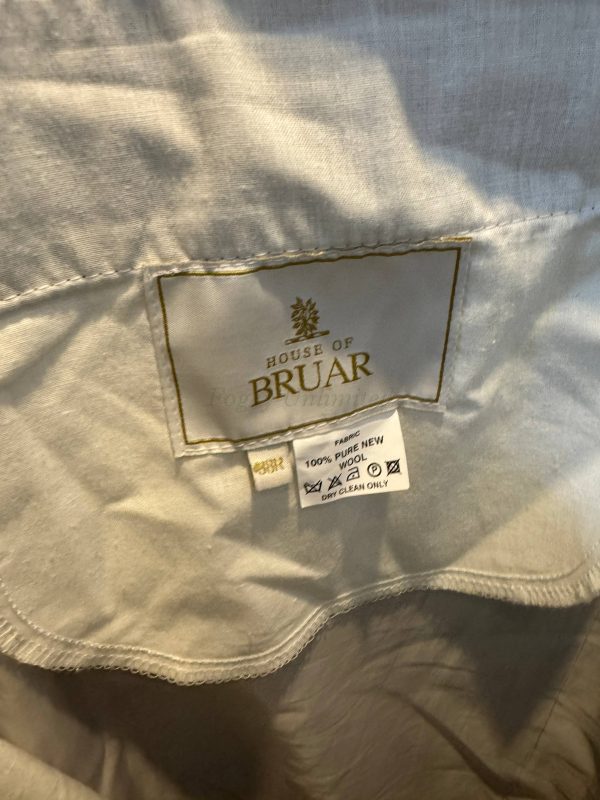 HOUSE OF
BRUAR
FABRIC
100% PURE NEW
WOOL
DRY CLEAN ONLY